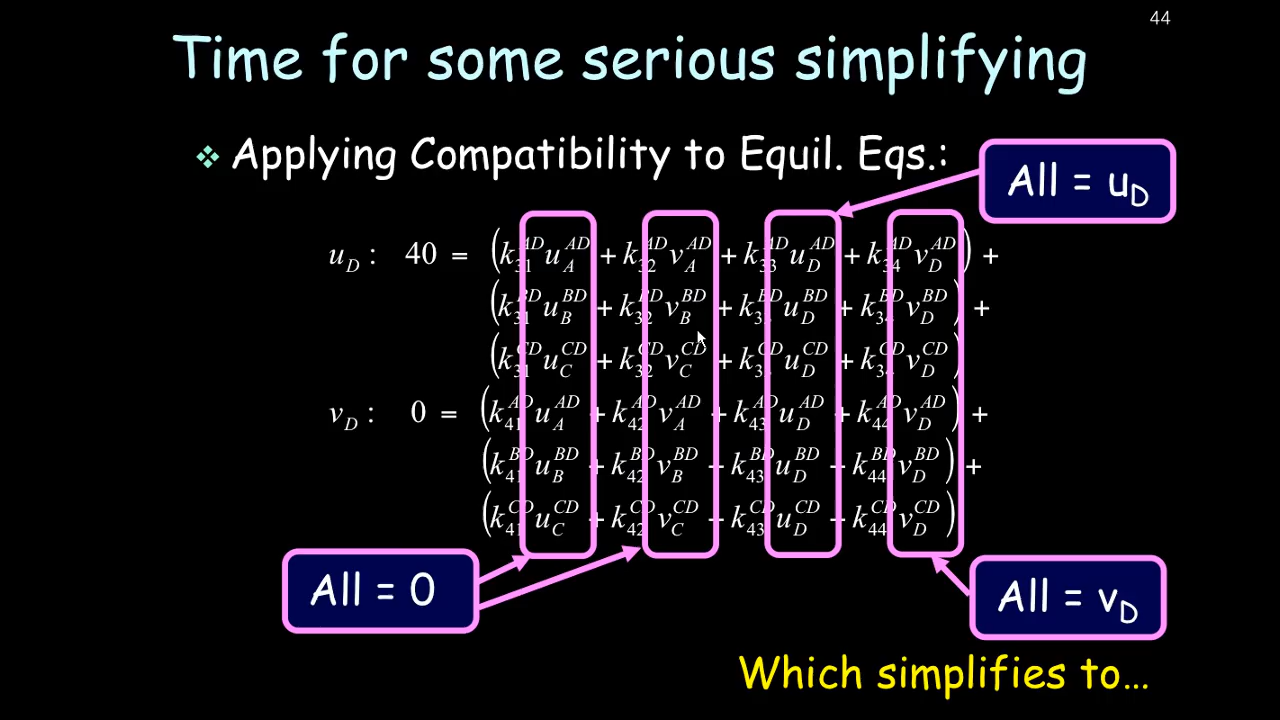 44
Time for some serious simplifying
❖ Applying Compatibility to Equil. Eqs.:
All = u_D
u_D : 40 = (k_31^AD u_A^AD + k_32^AD v_A^AD + k_33^AD u_D^AD + k_34^AD v_D^AD) +
(k_31^BD u_B^BD + k_32^BD v_B^BD + k_33^BD u_D^BD + k_34^BD v_D^BD) +
(k_31^CD u_C^CD + k_32^CD v_C^CD + k_33^CD u_D^CD + k_34^CD v_D^CD)
v_D : 0 = (k_41^AD u_A^AD + k_42^AD v_A^AD + k_43^AD u_D^AD + k_44^AD v_D^AD) +
(k_41^BD u_B^BD + k_42^BD v_B^BD + k_43^BD u_D^BD + k_44^BD v_D^BD) +
(k_41^CD u_C^CD + k_42^CD v_C^CD + k_43^CD u_D^CD + k_44^CD v_D^CD)
All = 0
All = v_D
Which simplifies to…